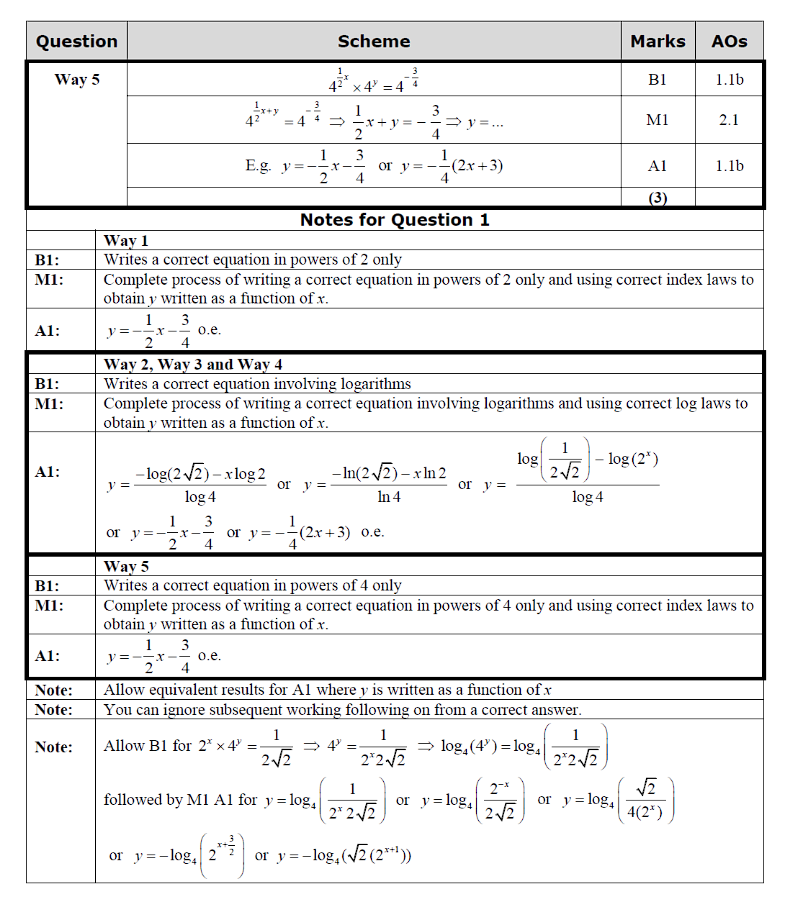 Question Scheme Marks AOs
Way 5 4^{\frac{1}{2}x} × 4^y = 4^{-\frac{3}{4}} B1 1.1b
4^{\frac{1}{2}x+y} = 4^{-\frac{3}{4}} ⇒ \frac{1}{2}x + y = -\frac{3}{4} ⇒ y = ... M1 2.1
E.g. y = -\frac{1}{2}x - \frac{3}{4} or y = -\frac{1}{4}(2x+3) A1 1.1b
(3)
Notes for Question 1
Way 1
B1: Writes a correct equation in powers of 2 only
M1: Complete process of writing a correct equation in powers of 2 only and using correct index laws to
obtain y written as a function of x.
A1: y = -\frac{1}{2}x - \frac{3}{4} o.e.
Way 2, Way 3 and Way 4
B1: Writes a correct equation involving logarithms
M1: Complete process of writing a correct equation involving logarithms and using correct log laws to
obtain y written as a function of x.
A1: y = \frac{-\log(2\sqrt{2}) - x\log 2}{\log 4} or y = \frac{-\ln(2\sqrt{2}) - x\ln 2}{\ln 4} or y = \frac{\log\left(\frac{1}{2\sqrt{2}}\right) - \log(2^x)}{\log 4}
or y = -\frac{1}{2}x - \frac{3}{4} or y = -\frac{1}{4}(2x+3) o.e.
Way 5
B1: Writes a correct equation in powers of 4 only
M1: Complete process of writing a correct equation in powers of 4 only and using correct index laws to
obtain y written as a function of x.
A1: y = -\frac{1}{2}x - \frac{3}{4} o.e.
Note: Allow equivalent results for A1 where y is written as a function of x
Note: You can ignore subsequent working following on from a correct answer.
Note: Allow B1 for 2^x × 4^y = \frac{1}{2\sqrt{2}} ⇒ 4^y = \frac{1}{2^x 2\sqrt{2}} ⇒ \log_4(4^y) = \log_4\left(\frac{1}{2^x 2\sqrt{2}}\right)
followed by M1 A1 for y = \log_4\left(\frac{1}{2^x 2\sqrt{2}}\right) or y = \log_4\left(\frac{2^{-x}}{2\sqrt{2}}\right) or y = \log_4\left(\frac{\sqrt{2}}{4(2^x)}\right)
or y = -\log_4\left(2^{x+\frac{3}{2}}\right) or y = -\log_4(\sqrt{2}(2^{x+1}))